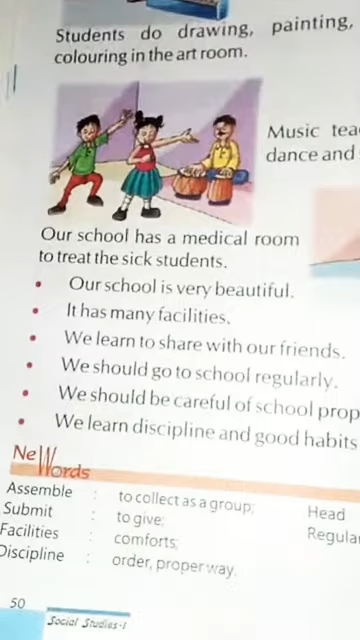 Students do drawing, painting,
colouring in the art room.
Music
dance and
Our school has a medical room
to treat the sick students.
• Our school is very beautiful.
• It has many facilities.
• We learn to share with our friends.
• We should go to school regularly.
• We should be careful of school
• We learn discipline and good habits
New Words
Assemble : to collect as a group; Head
Submit : to give;
Facilities : comforts;
Discipline : order, proper way.
50
Social Studies-1